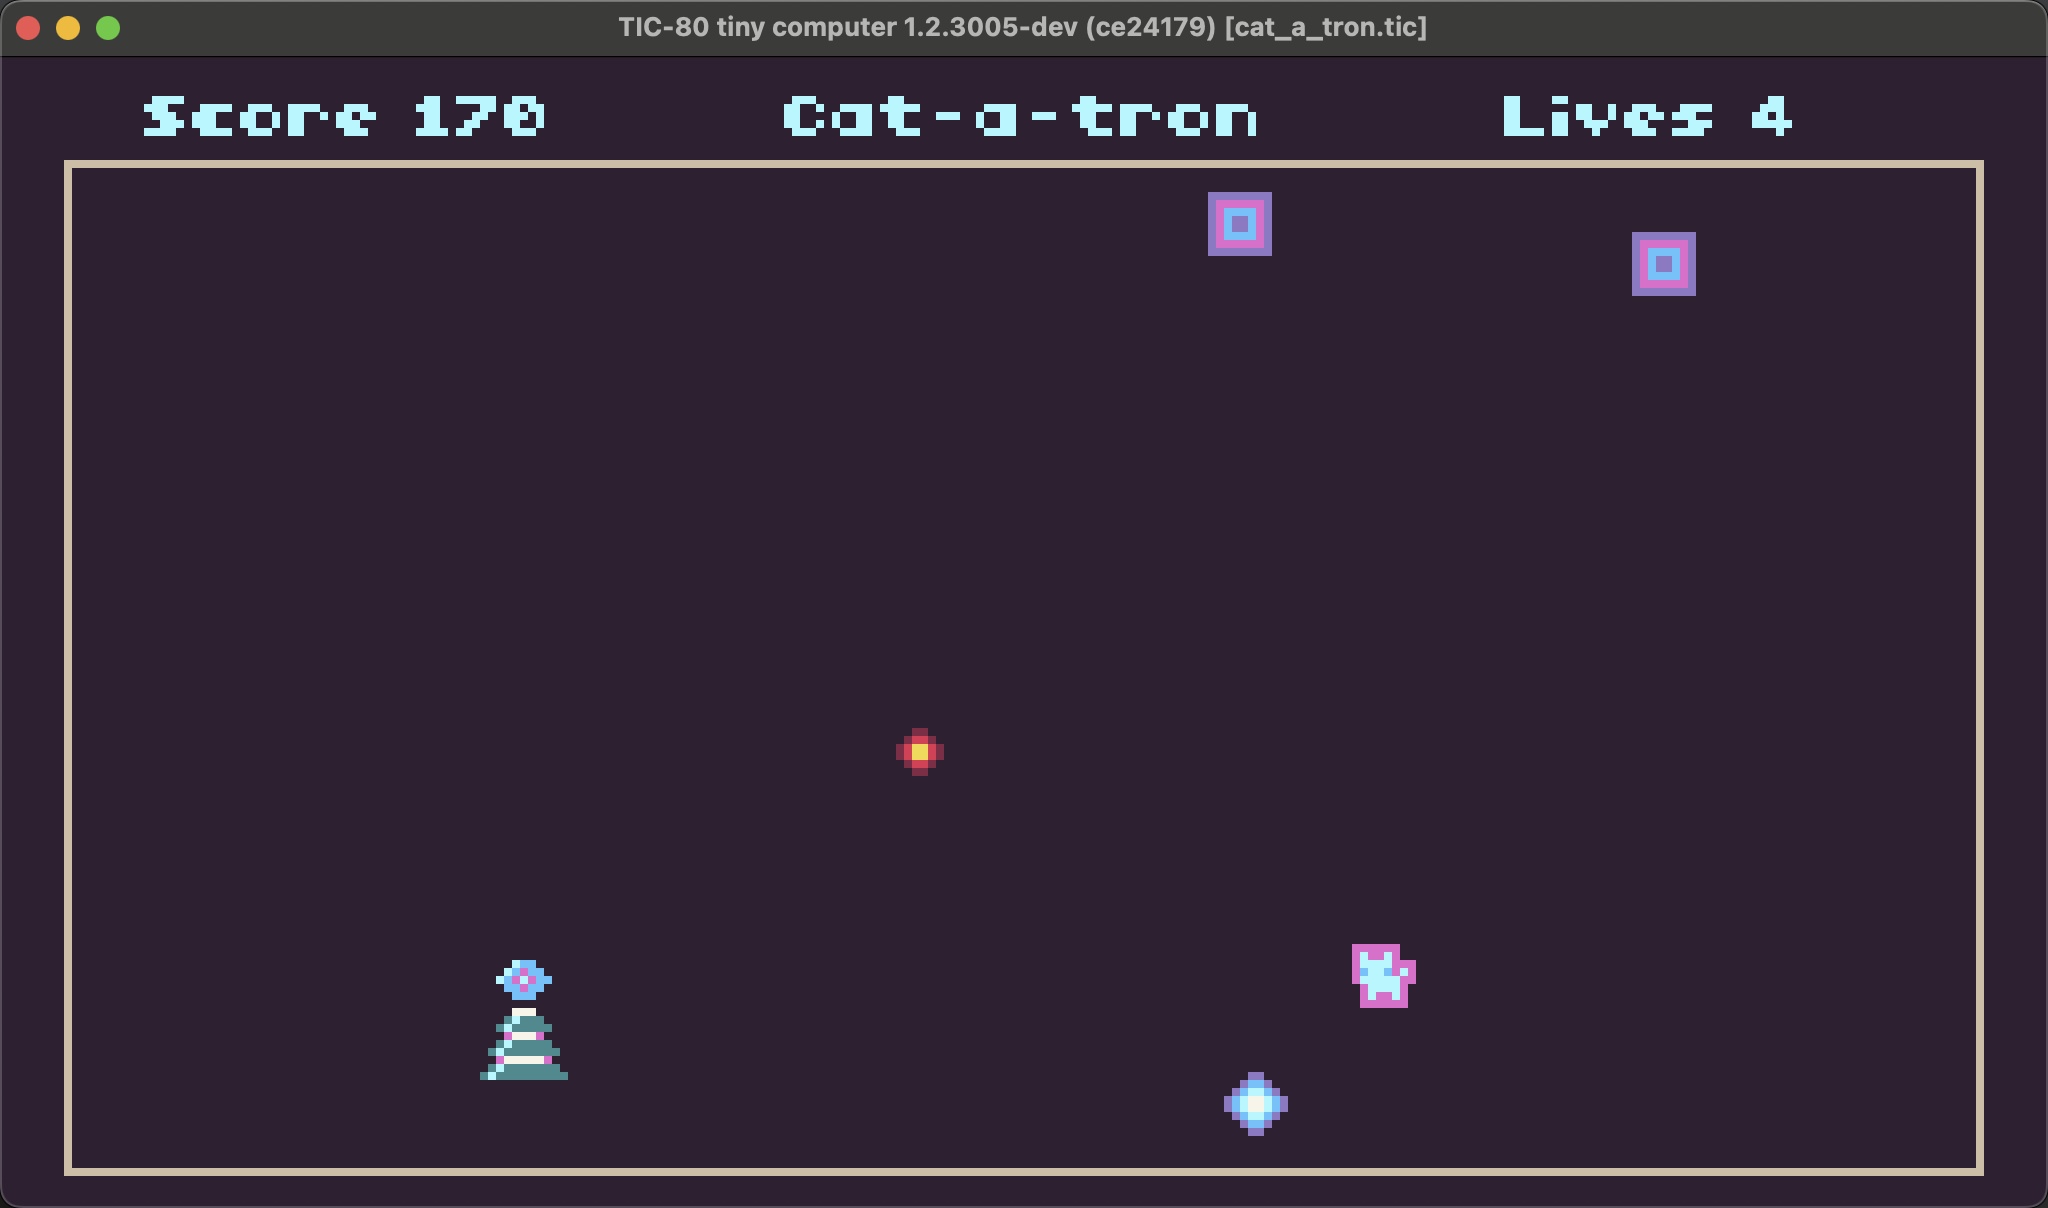 TIC-80 tiny computer 1.2.3005-dev (ce24179) [cat_a_tron.tic]
Score 170 Cat-a-tron Lives 4